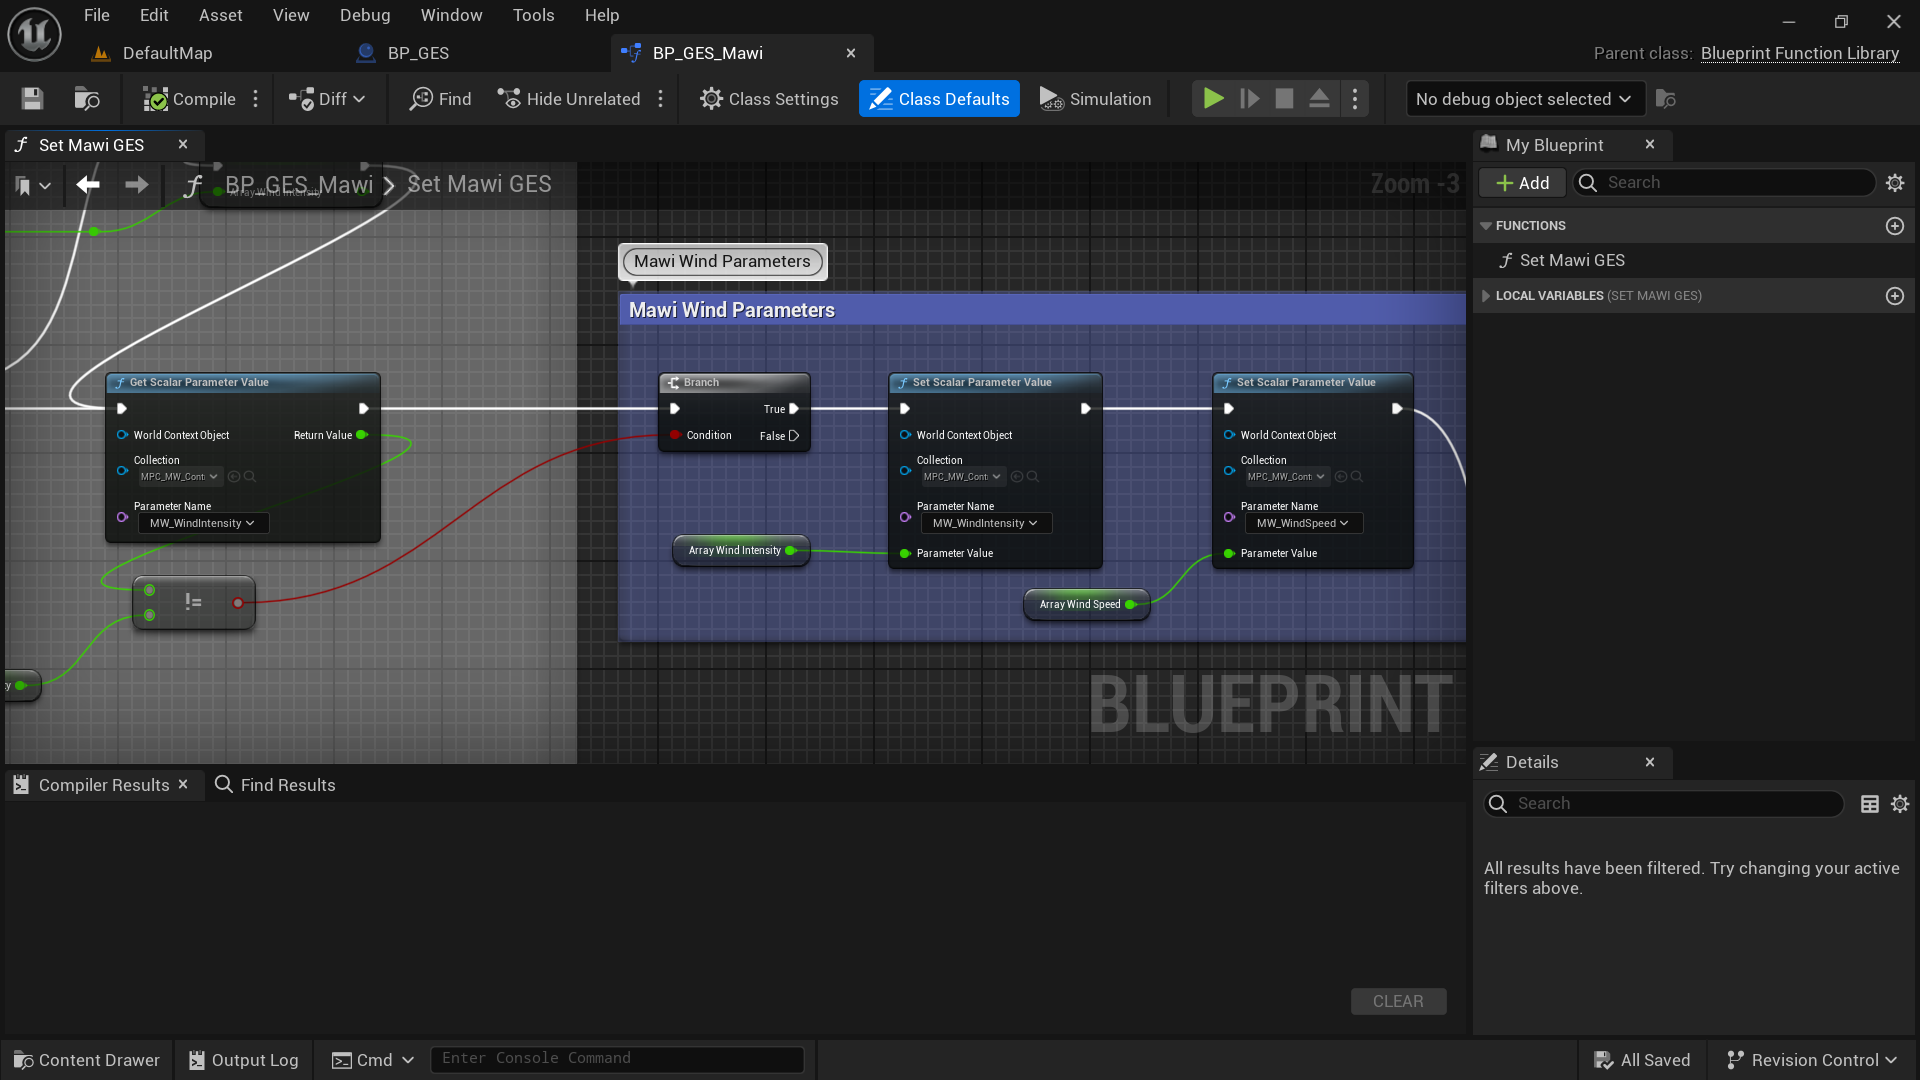 File Edit Asset View Debug Window Tools Help
DefaultMap BP_GES BP_GES_Mawi Parent class: Blueprint Function Library
Compile Diff Find Hide Unrelated Class Settings Class Defaults Simulation No debug object selected
Set Mawi GES
BP_GES_Mawi > Set Mawi GES Zoom -3
Array Wind Intensity
Mawi Wind Parameters
Mawi Wind Parameters
Get Scalar Parameter Value
World Context Object Return Value
Collection
MPC_MW_Cont
Parameter Name
MW_WindIntensity
!=
Branch
True
Condition False
Array Wind Intensity
Set Scalar Parameter Value
World Context Object
Collection
MPC_MW_Cont
Parameter Name
MW_WindIntensity
Parameter Value
Array Wind Speed
Set Scalar Parameter Value
World Context Object
Collection
MPC_MW_Cont
Parameter Name
MW_WindSpeed
Parameter Value
BLUEPRINT
My Blueprint
Add Search
FUNCTIONS
Set Mawi GES
LOCAL VARIABLES (SET MAWI GES)
Compiler Results Find Results
CLEAR
Details
Search
All results have been filtered. Try changing your active
filters above.
Content Drawer Output Log Cmd Enter Console Command All Saved Revision Control